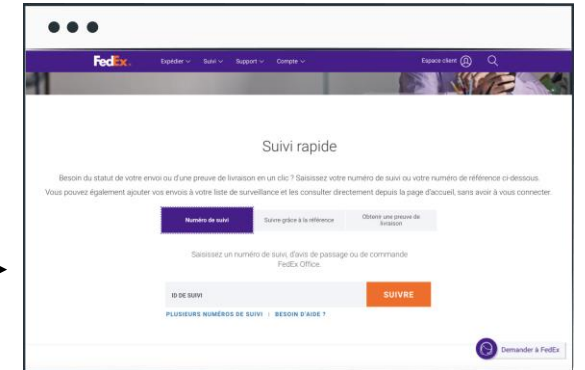 FedEx. Expédier Suivi Support Compte Espace client
Suivi rapide
Besoin du statut de votre envoi ou d'une preuve de livraison en un clic ? Saisissez votre numéro de suivi ou votre numéro de référence ci-dessous.
Vous pouvez également ajouter vos envois à votre liste de surveillance et les consulter directement depuis la page d'accueil, sans avoir à vous connecter.
Numéro de suivi Suivre grâce à la référence Obtenir une preuve de
livraison
Saisissez un numéro de suivi, d'avis de passage ou de commande
FedEx Office.
ID DE SUIVI SUIVRE
PLUSIEURS NUMÉROS DE SUIVI | BESOIN D'AIDE ?
Demander à FedEx